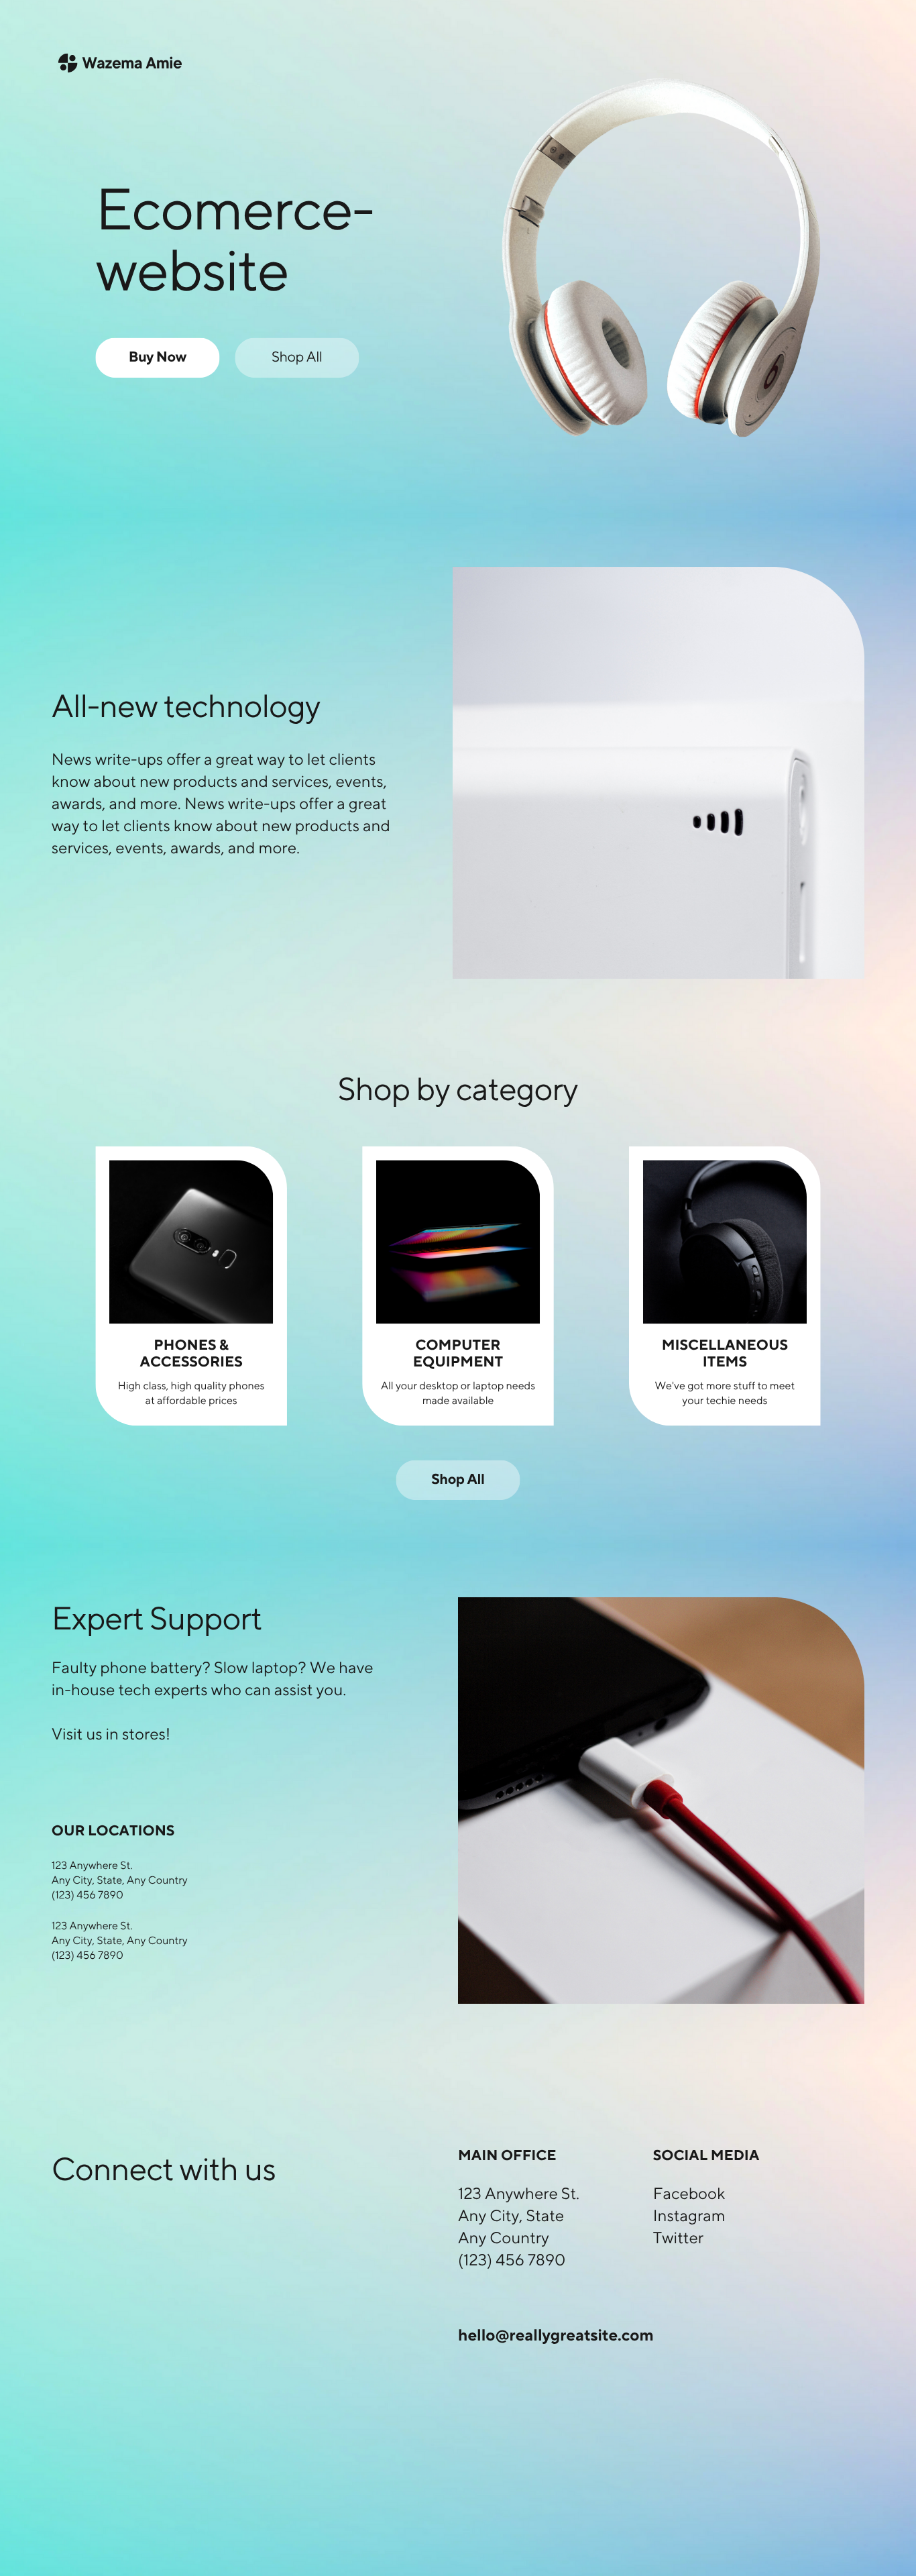 Wazema Amie
Ecomerce-
website
Buy Now
Shop All
All-new technology
News write-ups offer a great way to let clients
know about new products and services, events,
awards, and more. News write-ups offer a great
way to let clients know about new products and
services, events, awards, and more.
Shop by category
PHONES &
ACCESSORIES
High class, high quality phones
at affordable prices
COMPUTER
EQUIPMENT
All your desktop or laptop needs
made available
MISCELLANEOUS
ITEMS
We've got more stuff to meet
your techie needs
Shop All
Expert Support
Faulty phone battery? Slow laptop? We have
in-house tech experts who can assist you.
Visit us in stores!
OUR LOCATIONS
123 Anywhere St.
Any City, State, Any Country
(123) 456 7890
123 Anywhere St.
Any City, State, Any Country
(123) 456 7890
Connect with us
MAIN OFFICE
123 Anywhere St.
Any City, State
Any Country
(123) 456 7890
SOCIAL MEDIA
Facebook
Instagram
Twitter
hello@reallygreatsite.com